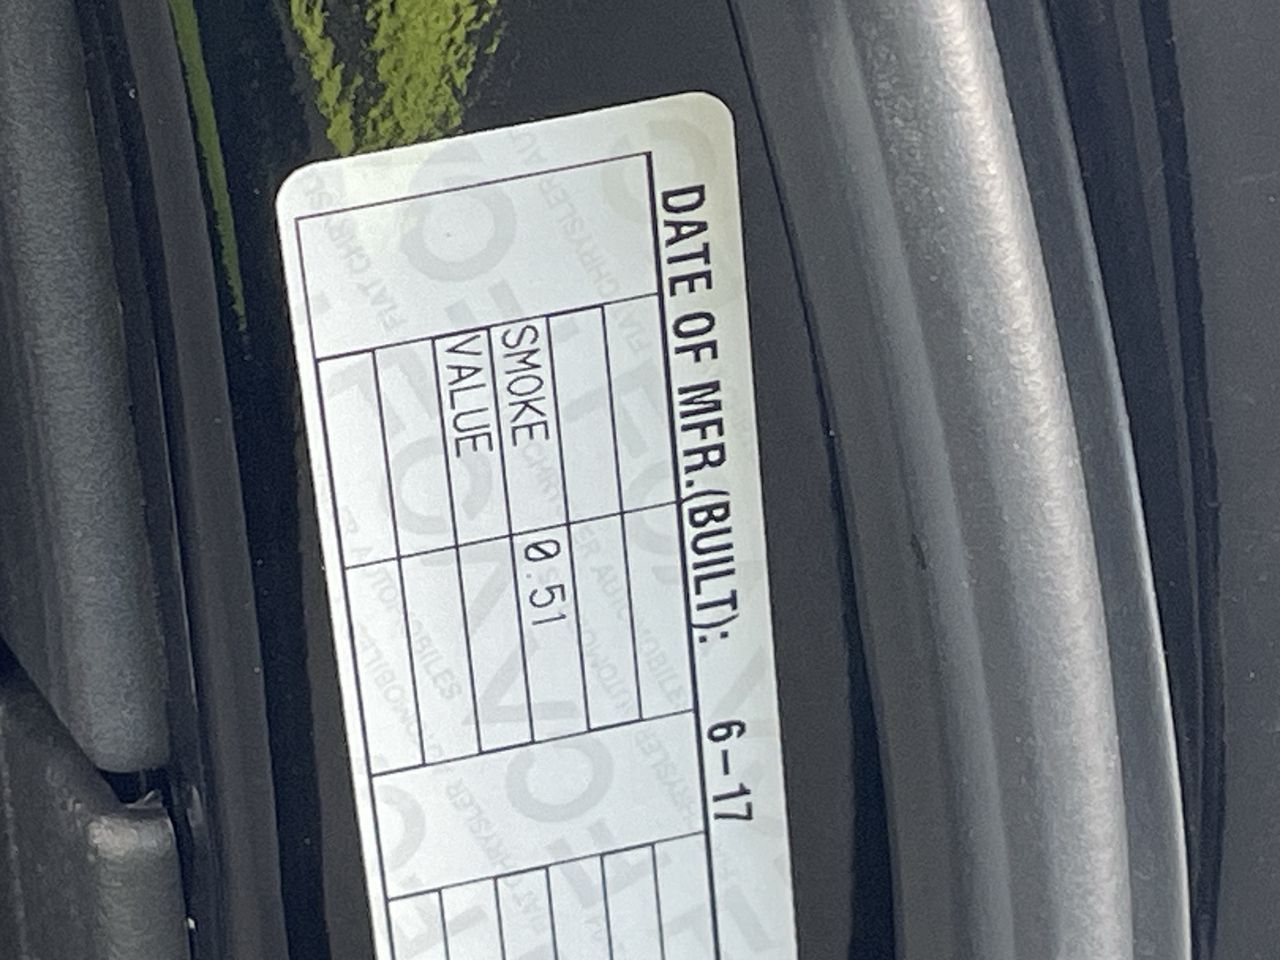 DATE OF MFR.(BUILT): 6-17
SMOKE 0.51
VALUE